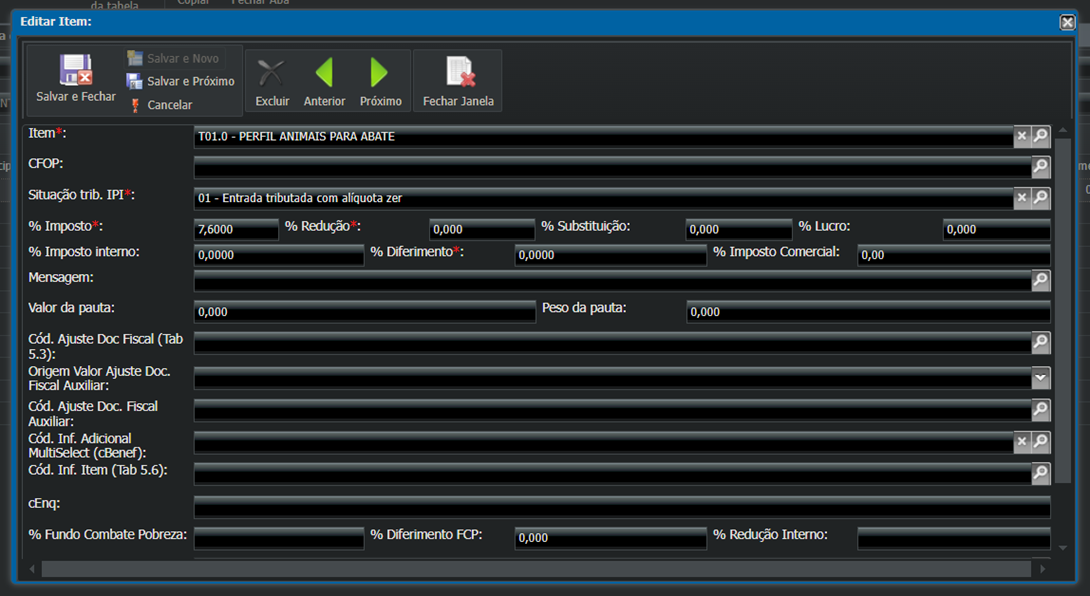 da tabela Copiar Fechar Aba
Editar Item:
Salvar e Fechar
Salvar e Novo
Salvar e Próximo
Cancelar
Excluir Anterior Próximo Fechar Janela
Item*: T01.0 - PERFIL ANIMAIS PARA ABATE
CFOP:
Situação trib. IPI*: 01 - Entrada tributada com alíquota zer
% Imposto*: 7,6000 % Redução*: 0,000 % Substituição: 0,000 % Lucro: 0,000
% Imposto interno: 0,0000 % Diferimento*: 0,0000 % Imposto Comercial: 0,00
Mensagem:
Valor da pauta: 0,000 Peso da pauta: 0,000
Cód. Ajuste Doc Fiscal (Tab
5.3):
Origem Valor Ajuste Doc.
Fiscal Auxiliar:
Cód. Ajuste Doc. Fiscal
Auxiliar:
Cód. Inf. Adicional
MultiSelect (cBenef):
Cód. Inf. Item (Tab 5.6):
cEnq:
% Fundo Combate Pobreza: % Diferimento FCP: 0,000 % Redução Interno: